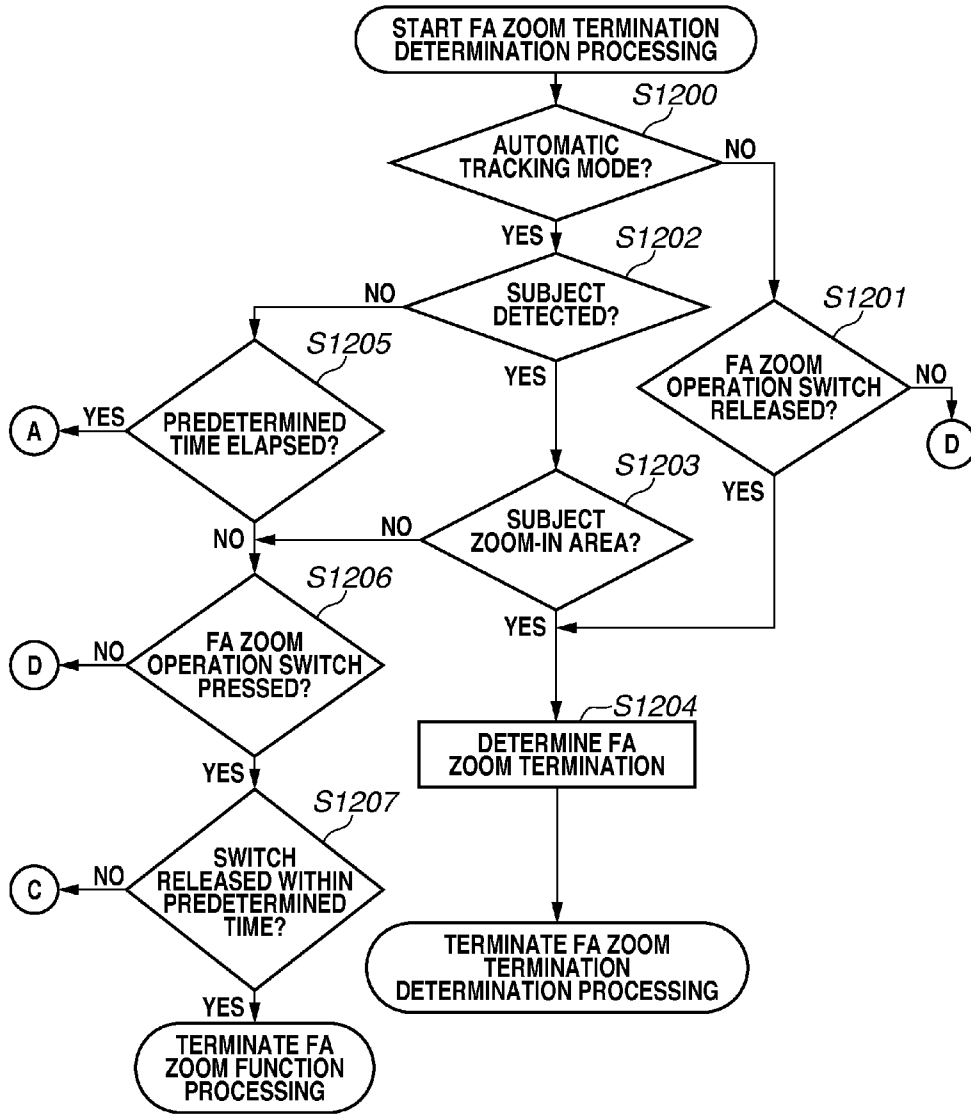 START FA ZOOM TERMINATION
DETERMINATION PROCESSING
S1200
AUTOMATIC
TRACKING MODE?
NO
YES
S1202
SUBJECT
DETECTED?
NO
YES
S1201
FA ZOOM
OPERATION SWITCH
RELEASED?
NO
D
YES
S1205
PREDETERMINED
TIME ELAPSED?
YES
A
NO
S1203
SUBJECT
ZOOM-IN AREA?
NO
YES
S1206
FA ZOOM
OPERATION SWITCH
PRESSED?
NO
D
YES
S1204
DETERMINE FA
ZOOM TERMINATION
S1207
SWITCH
RELEASED WITHIN
PREDETERMINED
TIME?
NO
C
YES
TERMINATE FA ZOOM
TERMINATION
DETERMINATION PROCESSING
TERMINATE FA
ZOOM FUNCTION
PROCESSING